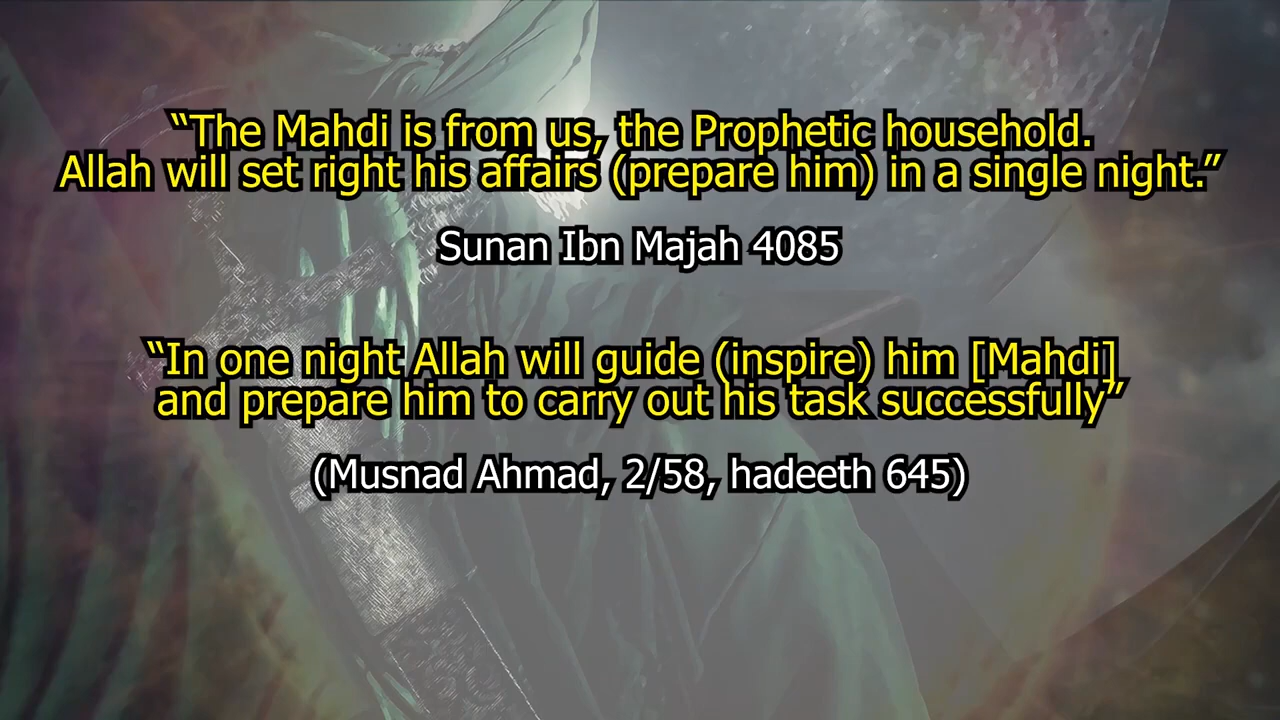 “The Mahdi is from us, the Prophetic household.
Allah will set right his affairs (prepare him) in a single night.”
Sunan Ibn Majah 4085
“In one night Allah will guide (inspire) him [Mahdi]
and prepare him to carry out his task successfully”
(Musnad Ahmad, 2/58, hadeeth 645)